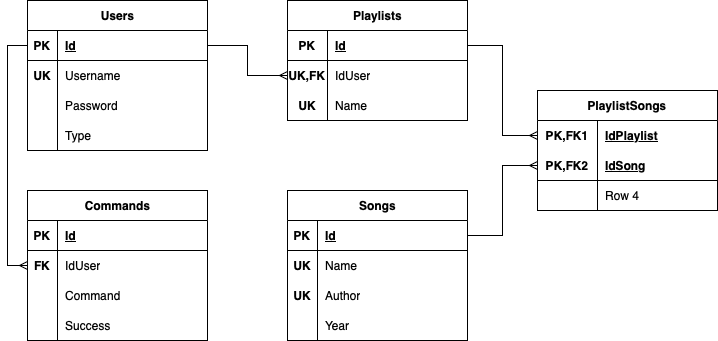 Users
PK Id
UK Username
Password
Type
Playlists
PK Id
UK,FK IdUser
UK Name
PlaylistSongs
PK,FK1 IdPlaylist
PK,FK2 IdSong
Row 4
Commands
PK Id
FK IdUser
Command
Success
Songs
PK Id
UK Name
UK Author
Year